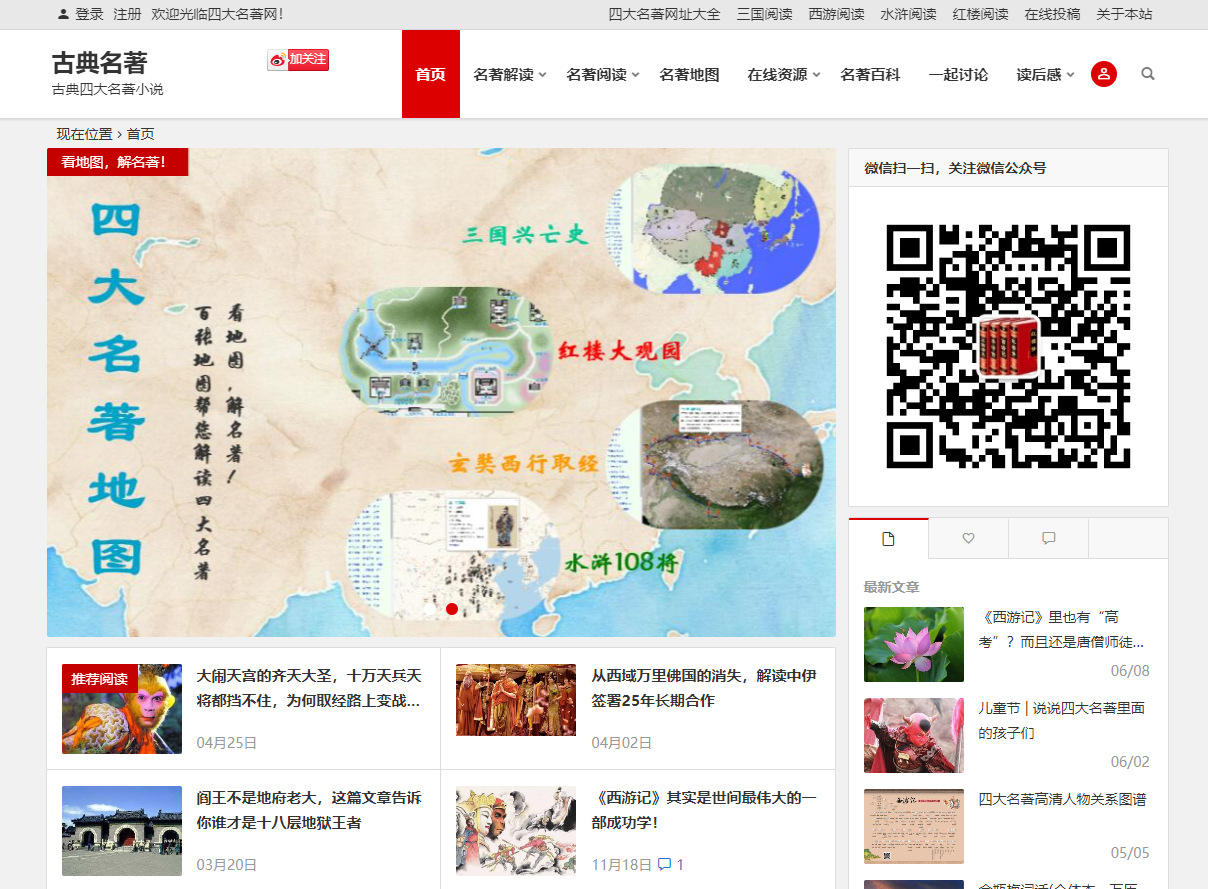 登录 注册 欢迎光临四大名著网!
四大名著网址大全 三国阅读 西游阅读 水浒阅读 红楼阅读 在线投稿 关于本站
古典名著
古典四大名著小说
加关注
首页 名著解读 名著阅读 名著地图 在线资源 名著百科 一起讨论 读后感
现在位置 › 首页
看地图，解名著！
四大名著地图
看地图，解名著！
百张地图帮您解读四大名著
三国兴亡史
红楼大观园
玄奘西行取经
水浒108将
微信扫一扫，关注微信公众号
推荐阅读
大闹天宫的齐天大圣，十万天兵天
将都挡不住，为何取经路上变战...
04月25日
从西域万里佛国的消失，解读中伊
签署25年长期合作
04月02日
阎王不是地府老大，这篇文章告诉
你谁才是十八层地狱王者
03月20日
《西游记》其实是世间最伟大的一
部成功学！
11月18日 1
最新文章
《西游记》里也有“高
考”？而且还是唐僧师徒...
06/08
儿童节 | 说说四大名著里面
的孩子们
06/02
四大名著高清人物关系图谱
05/05